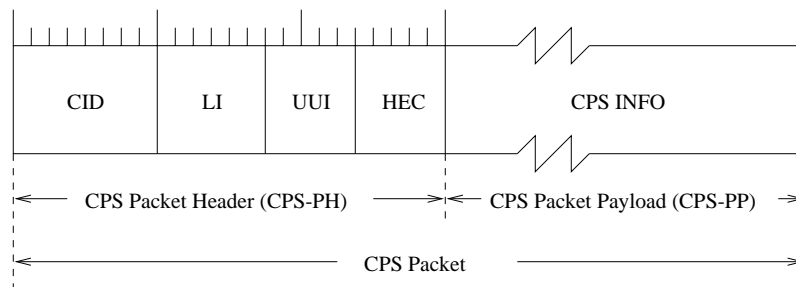 CID LI UUI HEC CPS INFO
CPS Packet Header (CPS-PH) CPS Packet Payload (CPS-PP)
CPS Packet